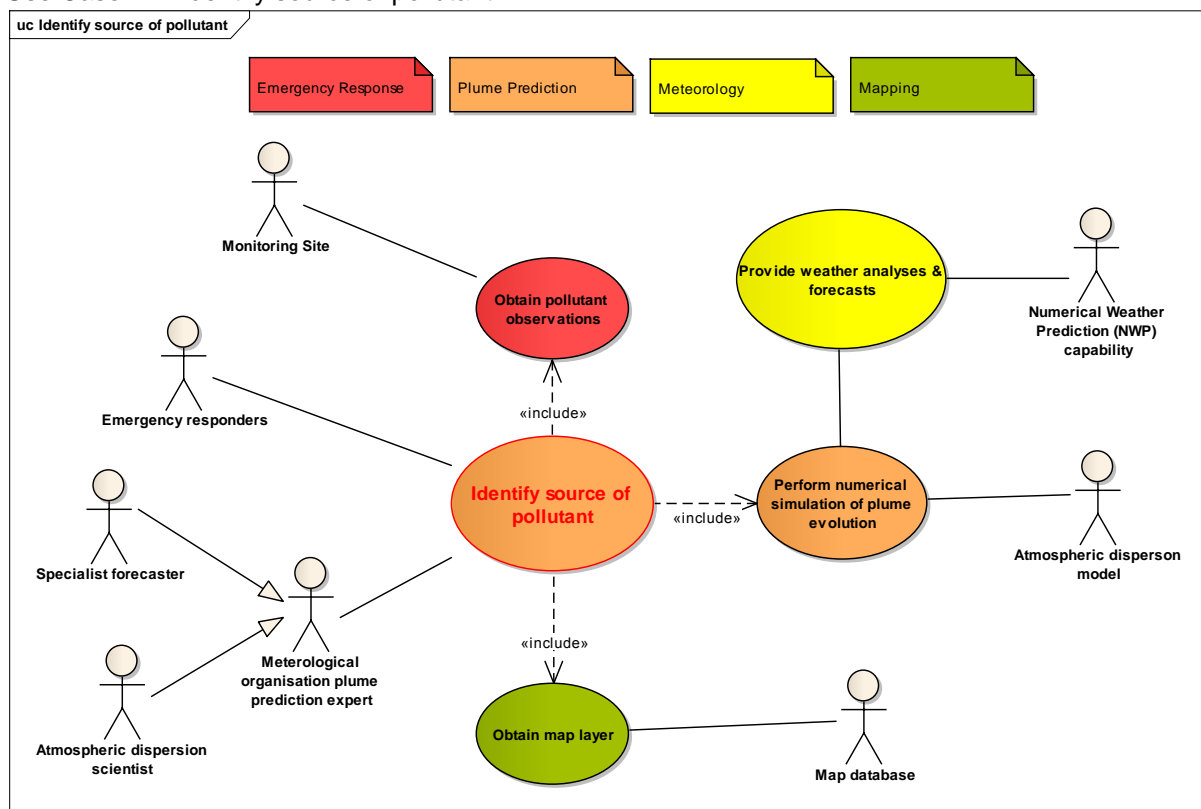 uc Identify source of pollutant
Emergency Response
Plume Prediction
Meteorology
Mapping
Monitoring Site
Obtain pollutant
observations
Provide weather analyses &
forecasts
Numerical Weather
Prediction (NWP)
capability
Emergency responders
«include»
Identify source of
pollutant
«include»
Perform numerical
simulation of plume
evolution
Atmospheric disperson
model
Specialist forecaster
Meterological
organisation plume
prediction expert
«include»
Atmospheric dispersion
scientist
Obtain map layer
Map database